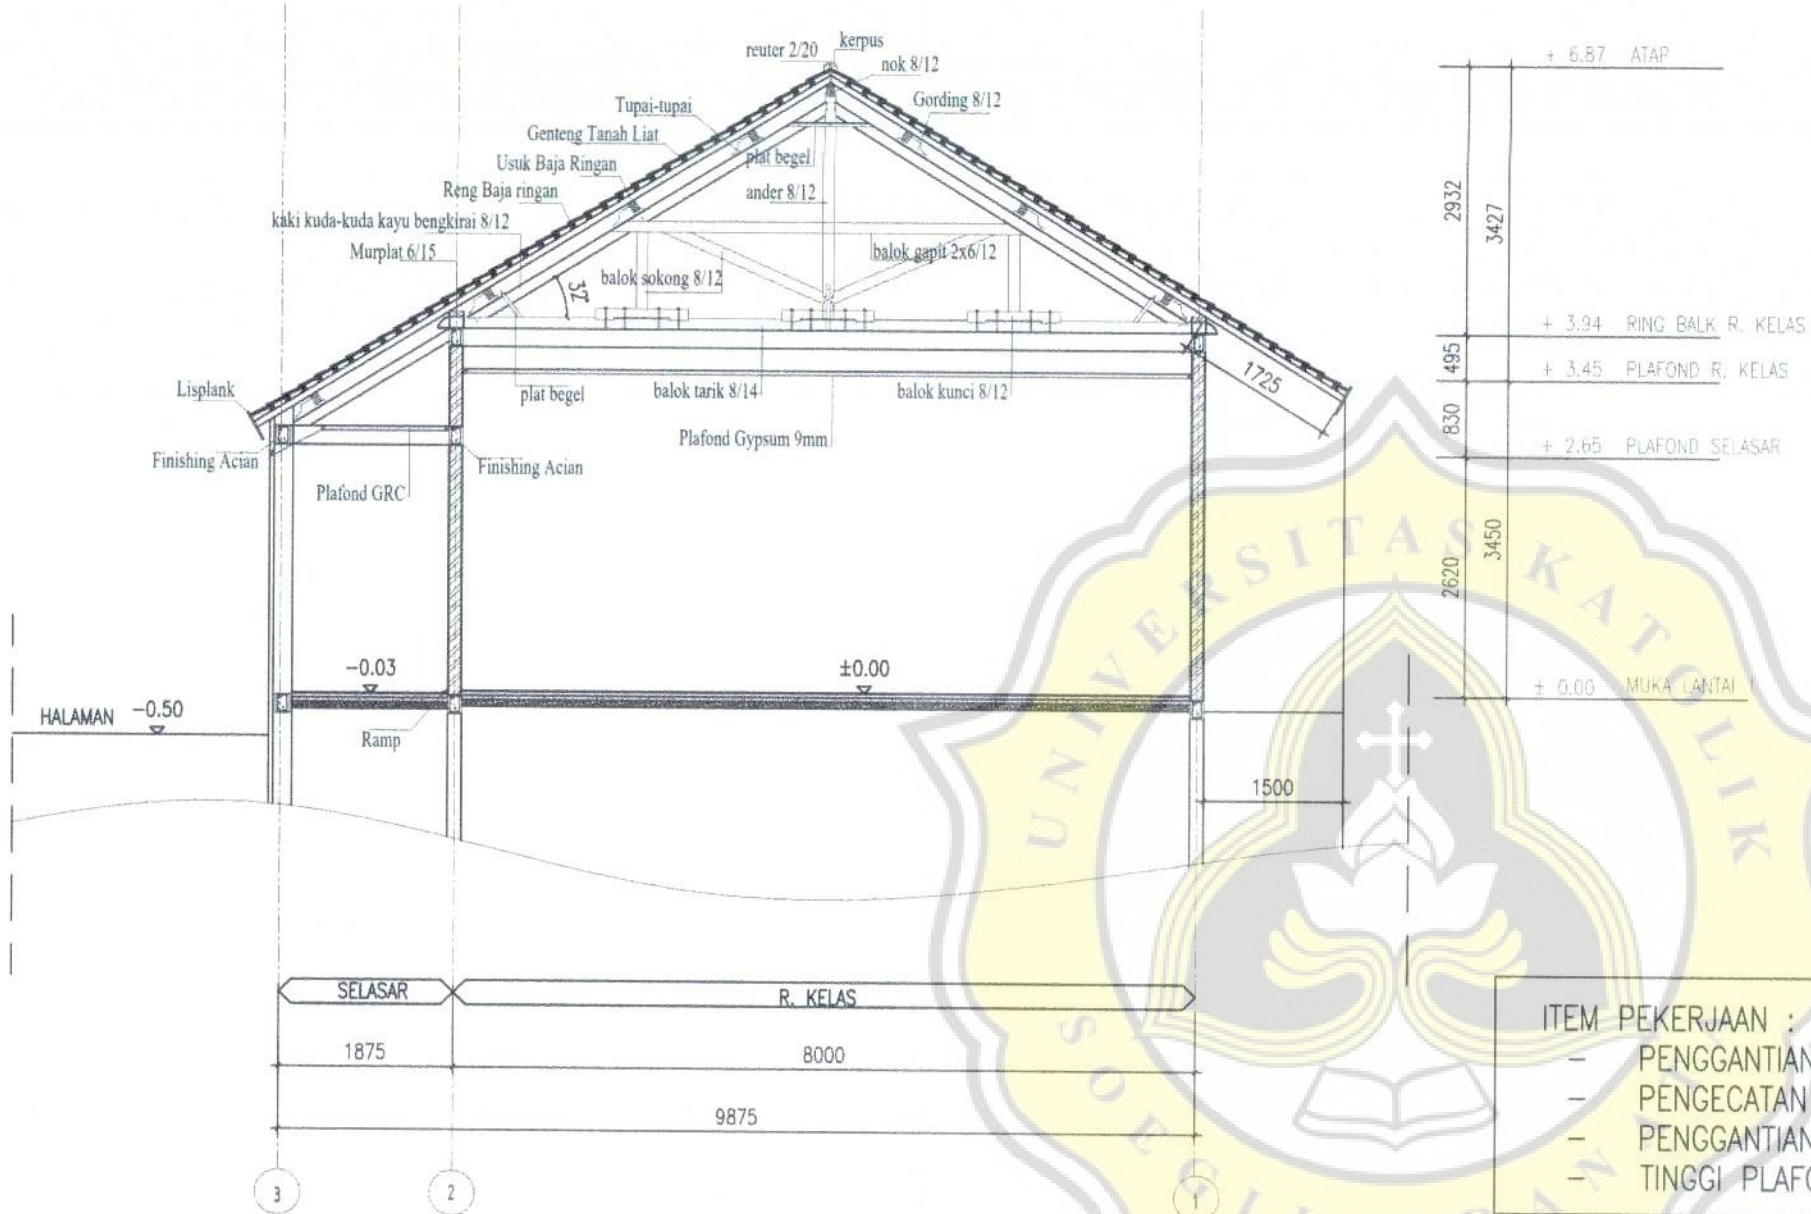 reuter 2/20
kerpus
nok 8/12
Tupai-tupai
Gording 8/12
Genteng Tanah Liat
plat begel
Usuk Baja Ringan
Reng Baja ringan
ander 8/12
kaki kuda-kuda kayu bengkirai 8/12
Murplat 6/15
balok gapit 2x6/12
balok sokong 8/12
32°
Lisplank
plat begel
balok tarik 8/14
balok kunci 8/12
1725
Finishing Acian
Finishing Acian
Plafond Gypsum 9mm
Plafond GRC
+ 6.87 ATAP
2932
3427
+ 3.94 RING BALK R. KELAS
495
+ 3.45 PLAFOND R. KELAS
830
+ 2.65 PLAFOND SELASAR
2620
3450
± 0.00 MUKA LANTAI
-0.03
±0.00
HALAMAN -0.50
Ramp
1500
SELASAR
R. KELAS
1875
8000
9875
3
2
1
ITEM PEKERJAAN :
- PENGGANTIAN
- PENGECATAN
- PENGGANTIAN
- TINGGI PLAFO
UNIVERSITAS KATOLIK